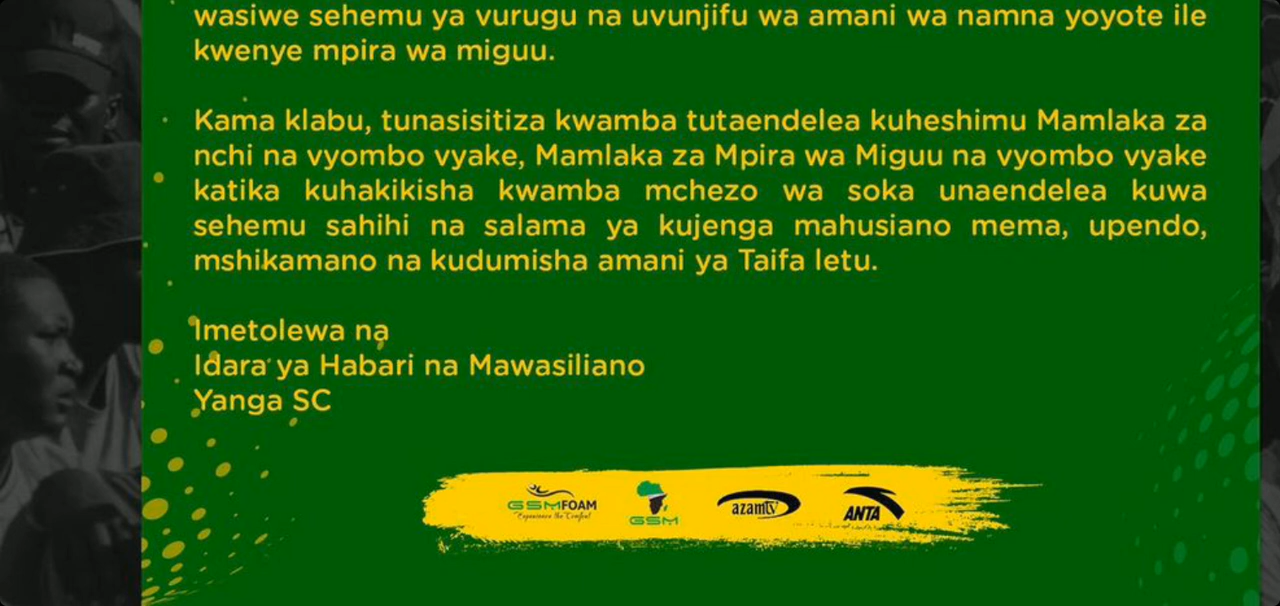 wasiwe sehemu ya vurugu na uvunjifu wa amani wa namna yoyote ile
kwenye mpira wa miguu.
Kama klabu, tunasisitiza kwamba tutaendelea kuheshimu Mamlaka za
nchi na vyombo vyake, Mamlaka za Mpira wa Miguu na vyombo vyake
katika kuhakikisha kwamba mchezo wa soka unaendelea kuwa
sehemu sahihi na salama ya kujenga mahusiano mema, upendo,
mshikamano na kudumisha amani ya Taifa letu.
Imetolewa na
Idara ya Habari na Mawasiliano
Yanga SC
GSM FOAM
Experience the Comfort
GSM
azamtv
ANTA